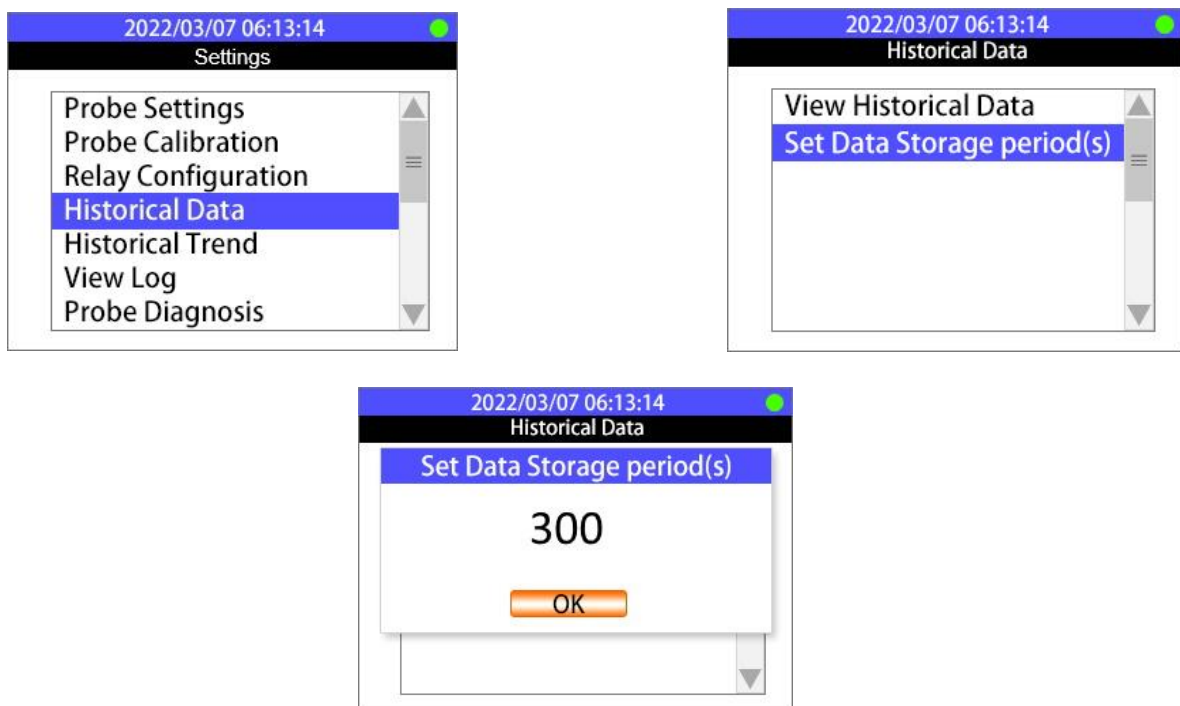 2022/03/07 06:13:14
Settings
Probe Settings
Probe Calibration
Relay Configuration
Historical Data
Historical Trend
View Log
Probe Diagnosis
2022/03/07 06:13:14
Historical Data
View Historical Data
Set Data Storage period(s)
2022/03/07 06:13:14
Historical Data
Set Data Storage period(s)
300
OK